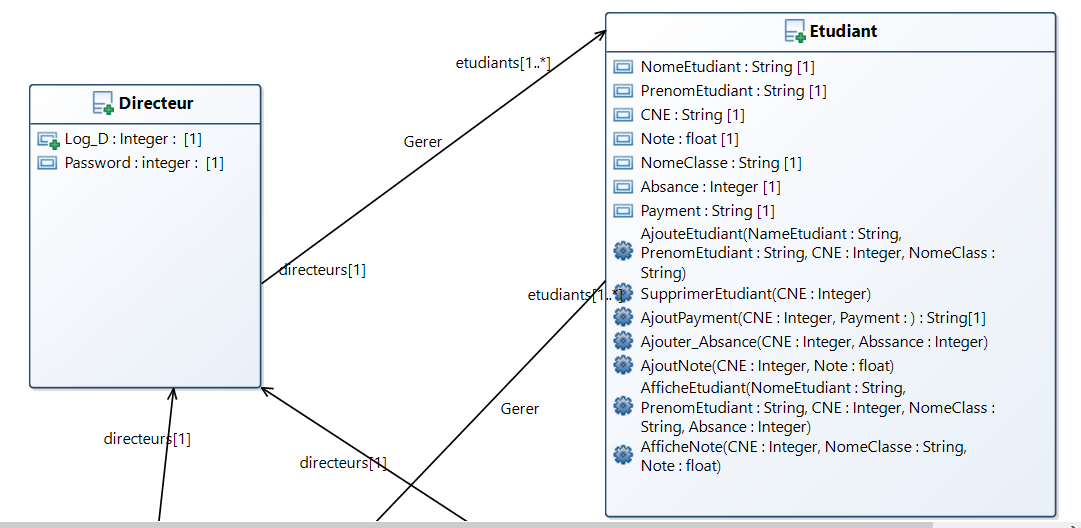 Directeur
Log_D : Integer : [1]
Password : integer : [1]
etudiants[1..*]
Gerer
directeurs[1]
Etudiant
NomeEtudiant : String [1]
PrenomEtudiant : String [1]
CNE : String [1]
Note : float [1]
NomeClasse : String [1]
Absance : Integer [1]
Payment : String [1]
AjouteEtudiant(NameEtudiant : String,
PrenomEtudiant : String, CNE : Integer, NomeClass :
String)
SupprimerEtudiant(CNE : Integer)
AjoutPayment(CNE : Integer, Payment : ) : String[1]
Ajouter_Absance(CNE : Integer, Abssance : Integer)
AjoutNote(CNE : Integer, Note : float)
AfficheEtudiant(NomeEtudiant : String,
PrenomEtudiant : String, CNE : Integer, NomeClass :
String, Absance : Integer)
AfficheNote(CNE : Integer, NomeClasse : String,
Note : float)
etudiants[1..*]
Gerer
directeurs[1]
directeurs[1]